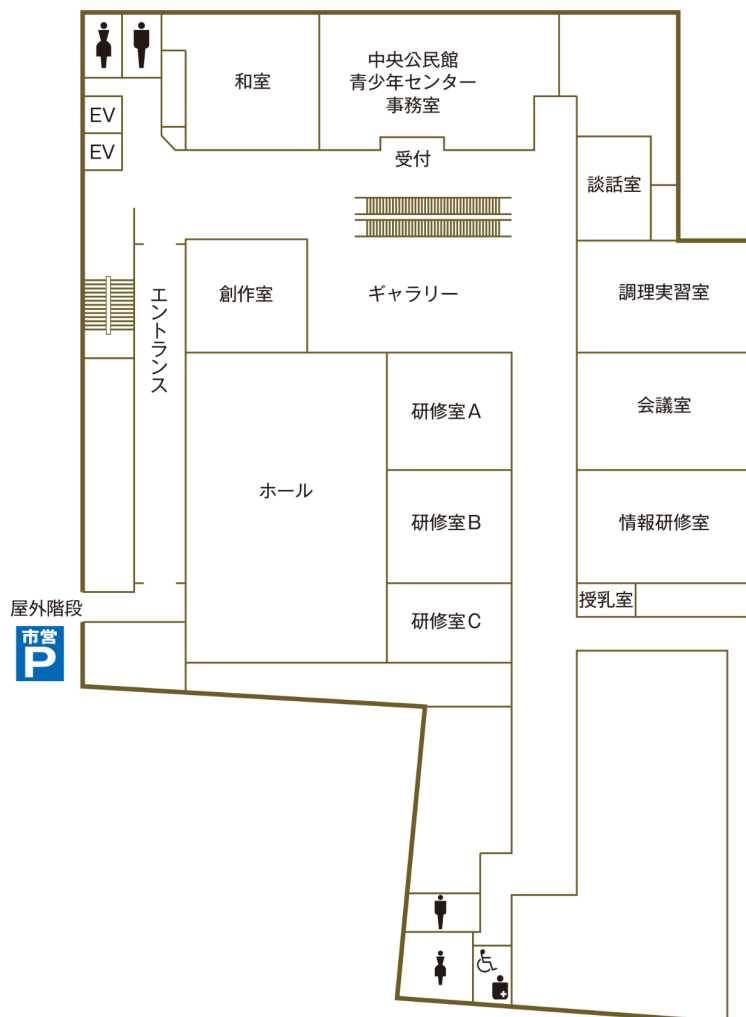 和室
中央公民館
青少年センター
事務室
EV
EV
受付
談話室
エントランス
創作室
ギャラリー
調理実習室
研修室A
会議室
ホール
研修室B
情報研修室
授乳室
屋外階段
研修室C
市営
P